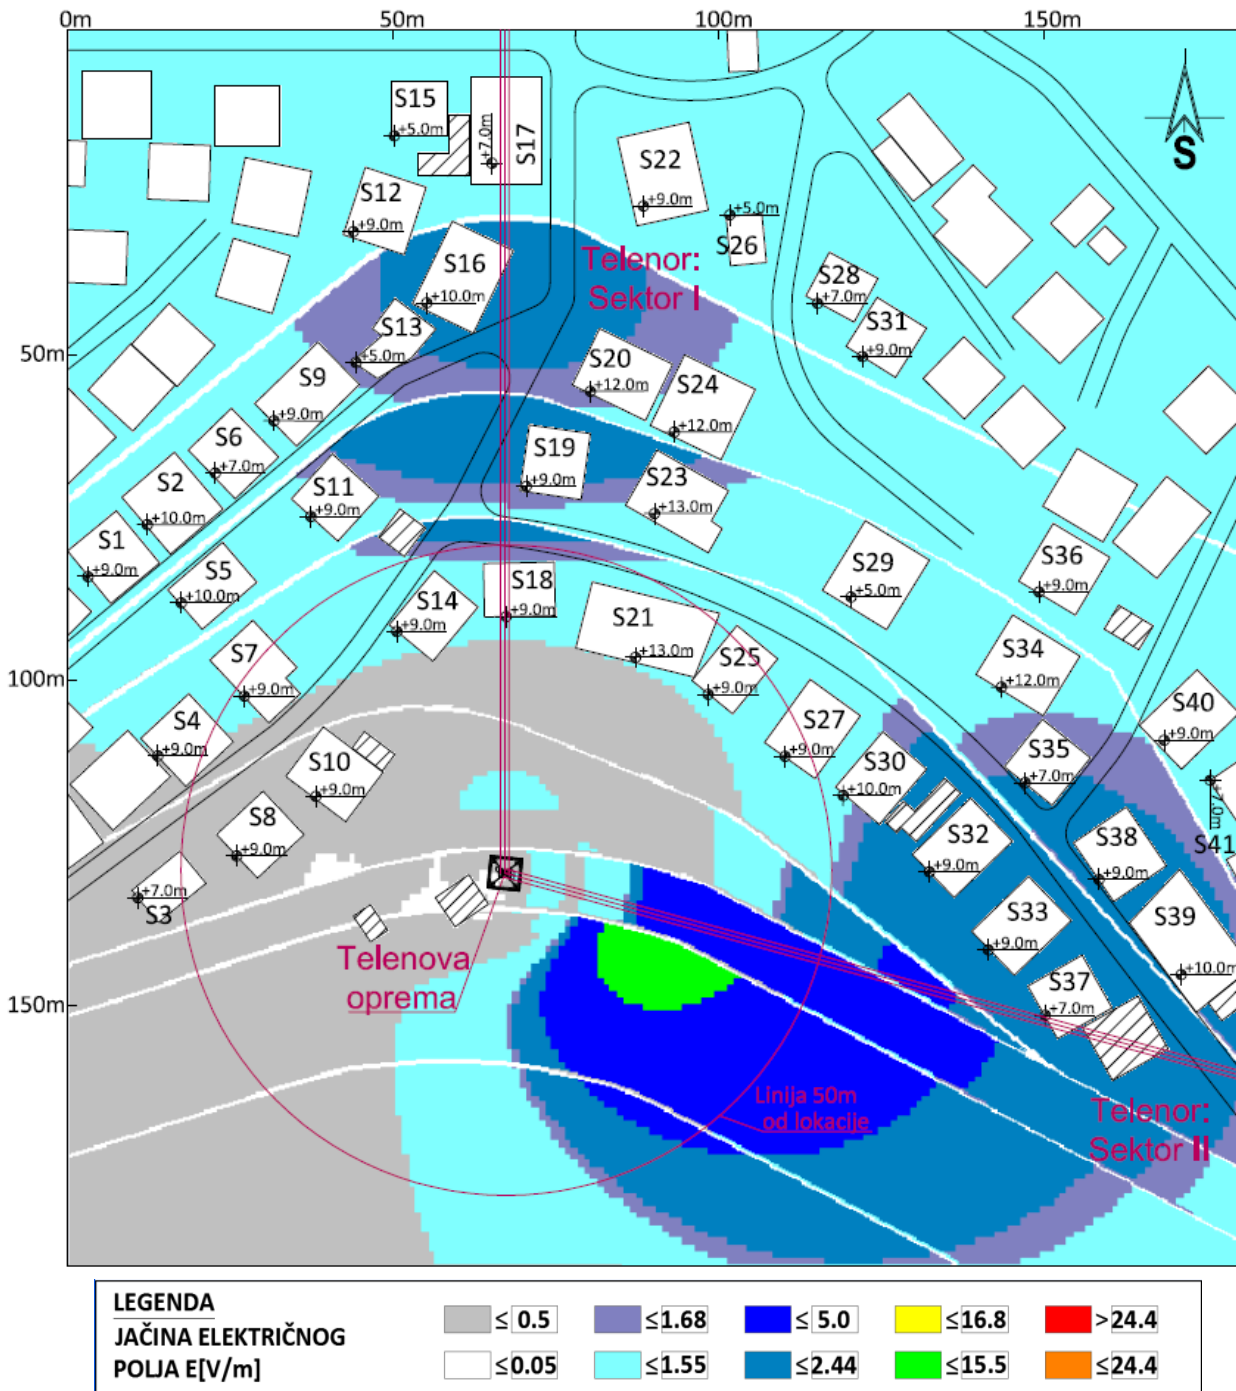 0m 50m 100m 150m
S15
+5.0m
+7.0m
S17
S22
+9.0m
S
S12
+9.0m
+5.0m
S26
S16
+10.0m
Telenor:
Sektor I
S28
+7.0m
S13
+5.0m
S31
+9.0m
50m
S20
+12.0m
S9
+9.0m
S24
+12.0m
S6
+7.0m
S19
+9.0m
S2
+10.0m
S11
+9.0m
S23
+13.0m
S1
+9.0m
S5
+10.0m
S18
+9.0m
S29
+5.0m
S36
+9.0m
S14
+9.0m
S21
+13.0m
S7
+9.0m
S25
+9.0m
S34
+12.0m
100m
S4
+9.0m
S27
+9.0m
S40
+9.0m
S10
+9.0m
S30
+10.0m
S35
+7.0m
+7.0m
S41
S8
+9.0m
S32
+9.0m
S38
+9.0m
+7.0m
S3
S33
+9.0m
S39
+10.0m
Telenova
oprema
S37
+7.0m
150m
Linija 50m
od lokacije
Telenor:
Sektor II
LEGENDA
JAČINA ELEKTRIČNOG
POLJA E[V/m]
≤ 0.5 ≤ 1.68 ≤ 5.0 ≤ 16.8 > 24.4
≤ 0.05 ≤ 1.55 ≤ 2.44 ≤ 15.5 ≤ 24.4